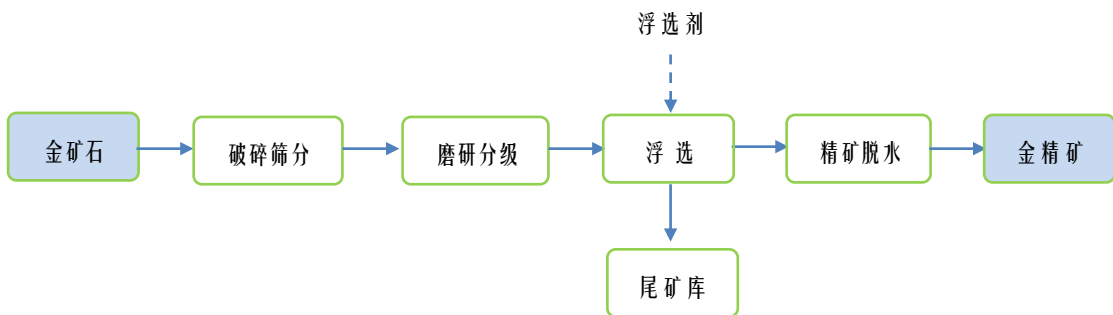 浮选剂
金矿石
破碎筛分
磨研分级
浮选
精矿脱水
金精矿
尾矿库